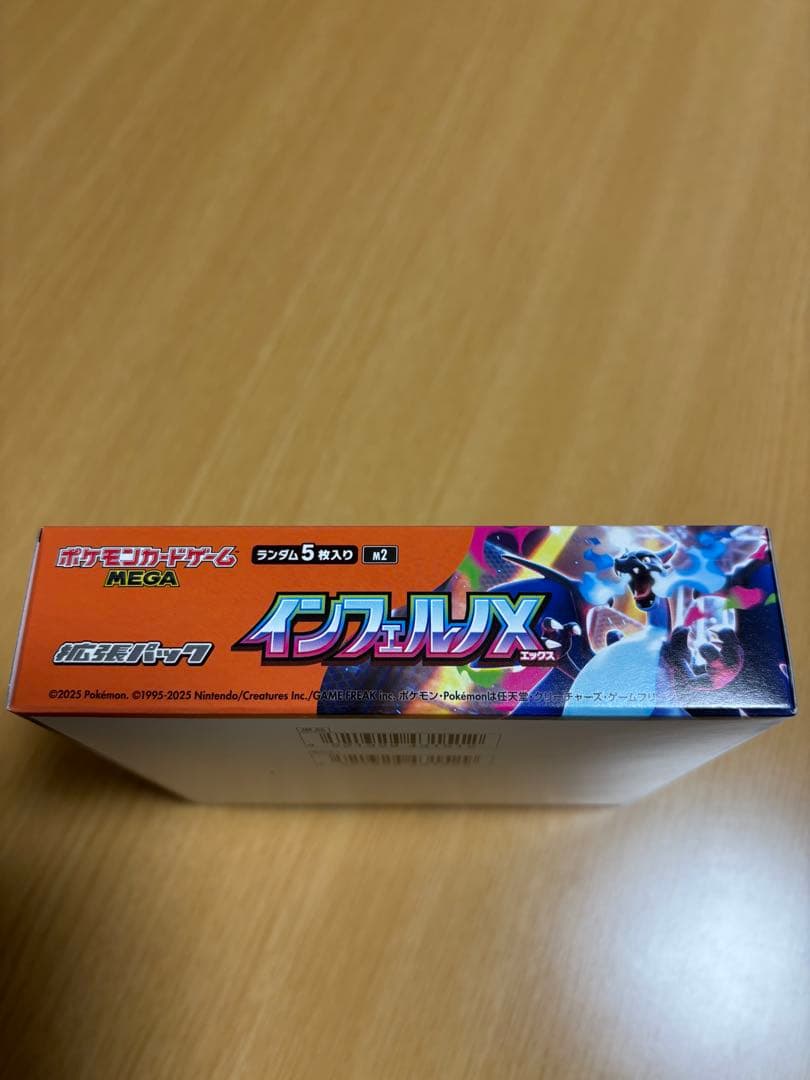 ポケモンカードゲーム
MEGA
ランダム5枚入り
M2
拡張パック
インフェルノX
エックス
©2025 Pokémon. ©1995-2025 Nintendo/Creatures Inc./GAME FREAK inc. ポケモン・Pokémonは任天堂・クリーチャーズ・ゲームフリー